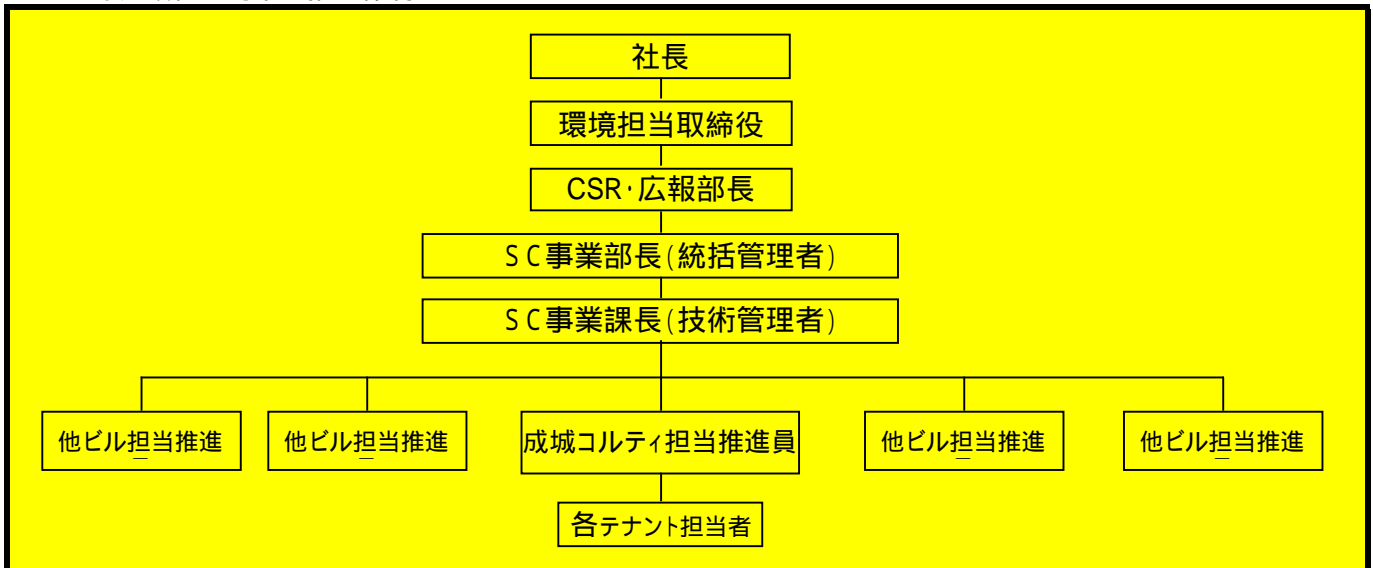 社長
環境担当取締役
CSR・広報部長
ＳＣ事業部長(統括管理者)
ＳＣ事業課長(技術管理者)
他ビル担当推進
他ビル担当推進
成城コルティ担当推進員
他ビル担当推進
他ビル担当推進
各テナント担当者